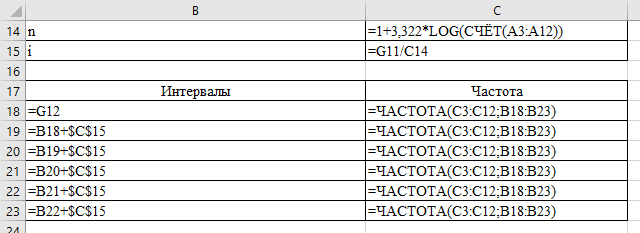 B C
14 n =1+3,322*LOG(СЧЁТ(A3:A12))
15 i =G11/C14
16
17 Интервалы Частота
18 =G12 =ЧАСТОТА(C3:C12;B18:B23)
19 =B18+$C$15 =ЧАСТОТА(C3:C12;B18:B23)
20 =B19+$C$15 =ЧАСТОТА(C3:C12;B18:B23)
21 =B20+$C$15 =ЧАСТОТА(C3:C12;B18:B23)
22 =B21+$C$15 =ЧАСТОТА(C3:C12;B18:B23)
23 =B22+$C$15 =ЧАСТОТА(C3:C12;B18:B23)
24